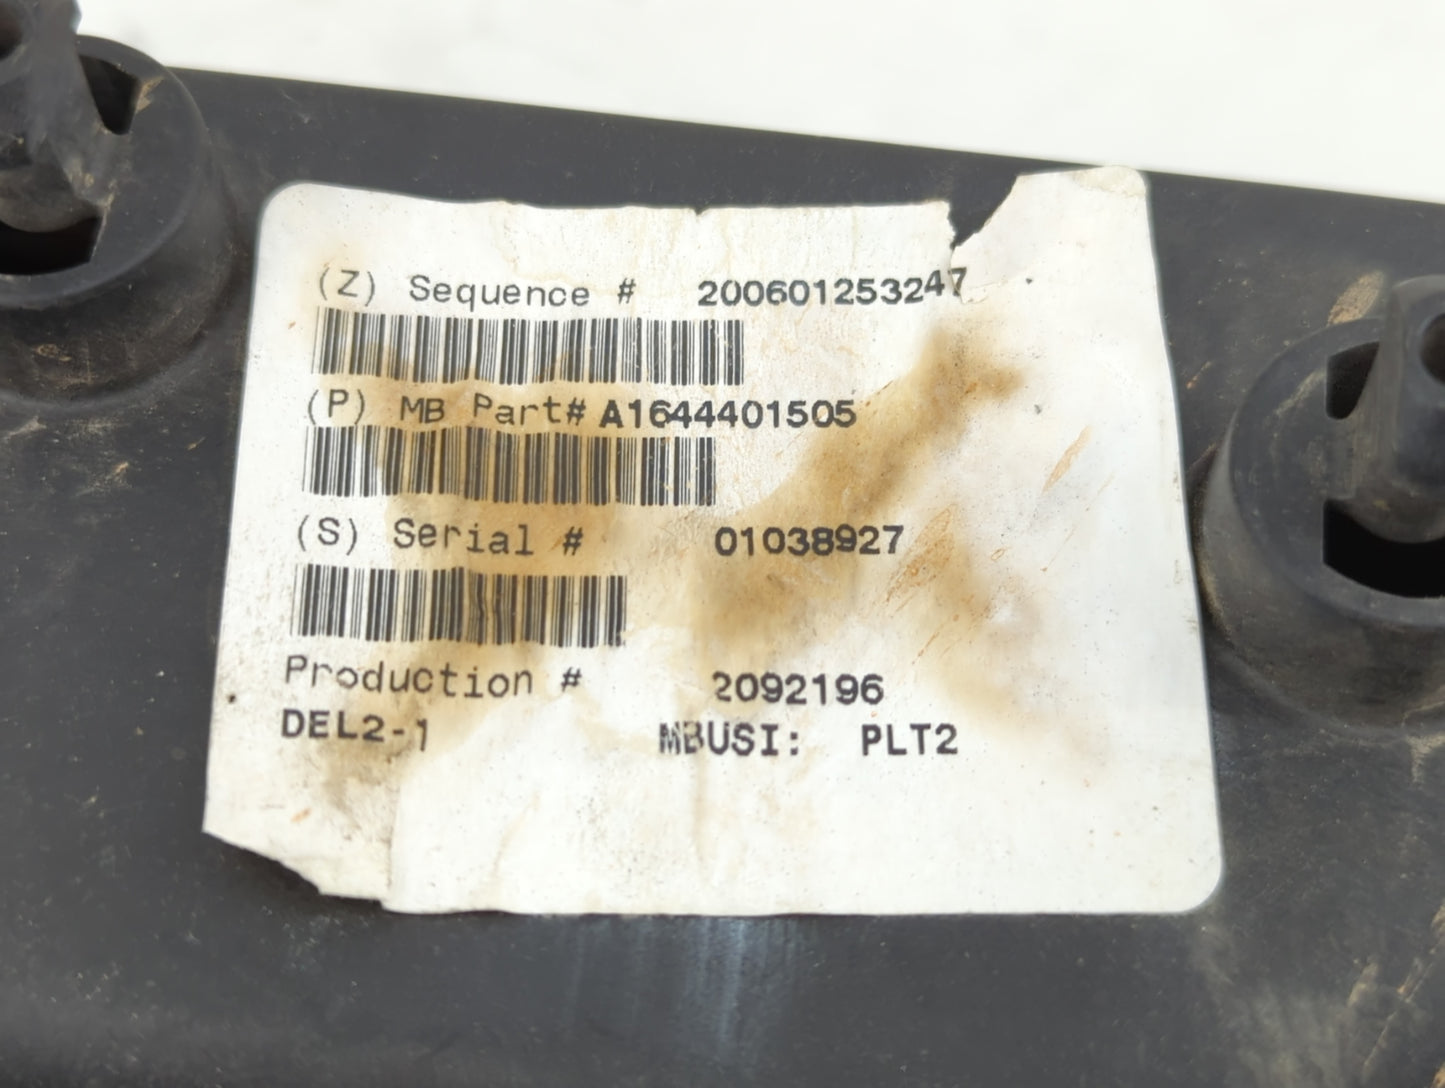 (Z) Sequence # 200601253247
(P) MB Part# A1644401505
(S) Serial # 01038927
Production # 2092196
DEL2-1 MBUSI: PLT2